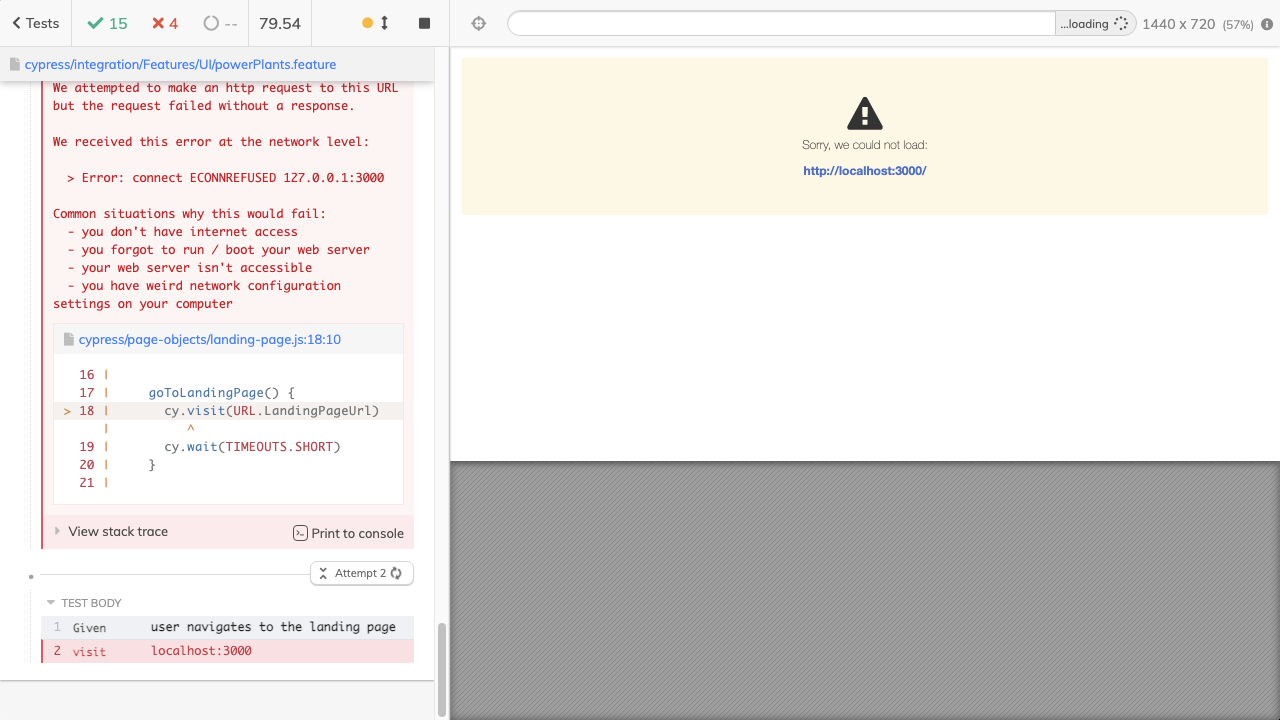 Tests 15 4 -- 79.54
...loading 1440 x 720 (57%)
cypress/integration/Features/UI/powerPlants.feature
We attempted to make an http request to this URL
but the request failed without a response.
We received this error at the network level:
> Error: connect ECONNREFUSED 127.0.0.1:3000
Common situations why this would fail:
- you don't have internet access
- you forgot to run / boot your web server
- your web server isn't accessible
- you have weird network configuration
settings on your computer
cypress/page-objects/landing-page.js:18:10
16 |
17 | goToLandingPage() {
> 18 | cy.visit(URL.LandingPageUrl)
| ^
19 | cy.wait(TIMEOUTS.SHORT)
20 | }
21 |
View stack trace Print to console
Attempt 2
TEST BODY
1 Given user navigates to the landing page
2 visit localhost:3000
Sorry, we could not load:
http://localhost:3000/